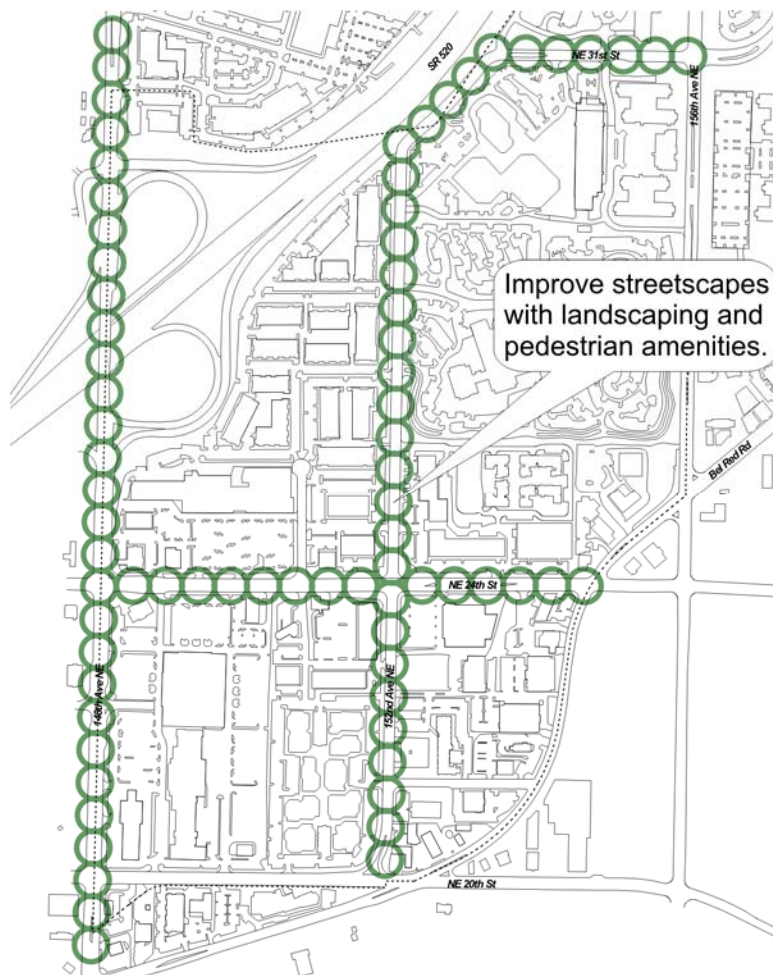 SR 520
NE 31st St
156th Ave NE
Improve streetscapes
with landscaping and
pedestrian amenities.
Bel Red Rd
NE 24th St
148th Ave NE
152nd Ave NE
NE 20th St